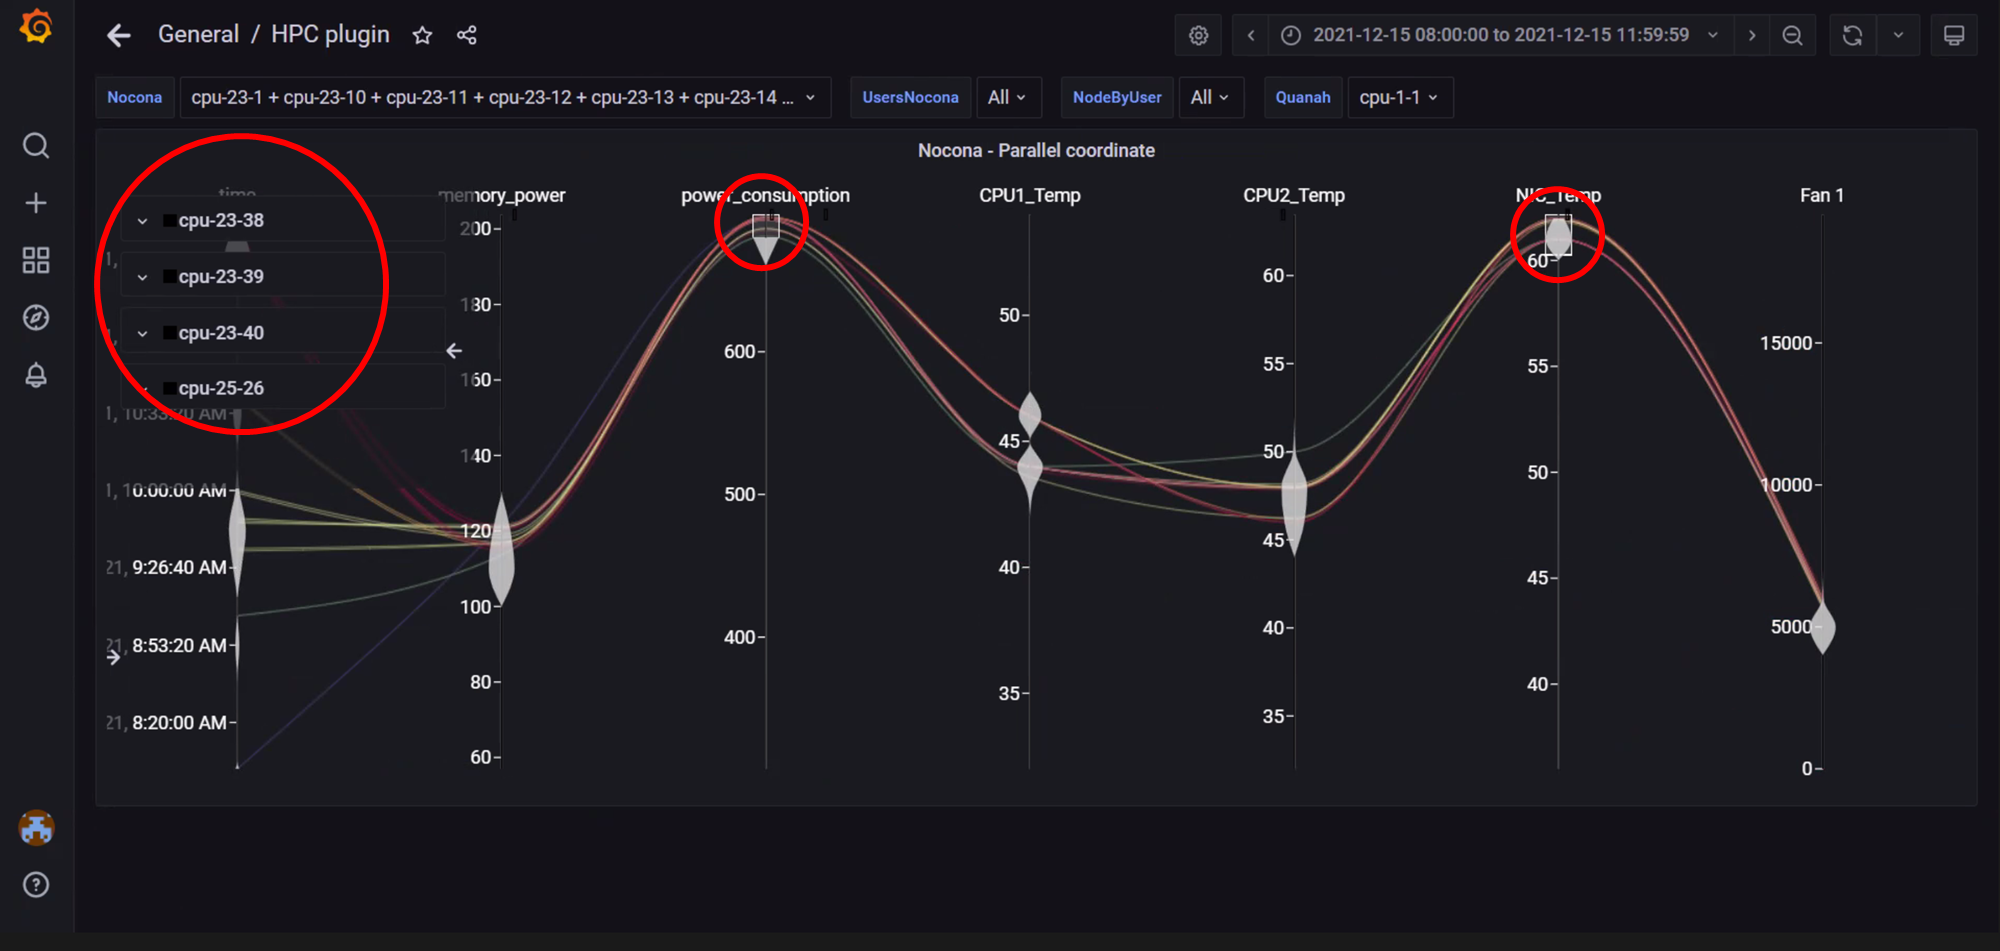 General / HPC plugin
2021-12-15 08:00:00 to 2021-12-15 11:59:59
Nocona cpu-23-1 + cpu-23-10 + cpu-23-11 + cpu-23-12 + cpu-23-13 + cpu-23-14 ... UsersNocona All NodeByUser All Quanah cpu-1-1
Nocona - Parallel coordinate
time memory_power power_consumption CPU1_Temp CPU2_Temp NIC_Temp Fan 1
cpu-23-38
cpu-23-39
cpu-23-40
cpu-25-26
1,
1,
1, 10:33:20 AM
1, 10:00:00 AM
21, 9:26:40 AM
21, 8:53:20 AM
21, 8:20:00 AM
200
180
160
140
120
100
80
60
600
500
400
50
45
40
35
60
55
50
45
40
35
60
55
50
45
40
15000
10000
5000
0